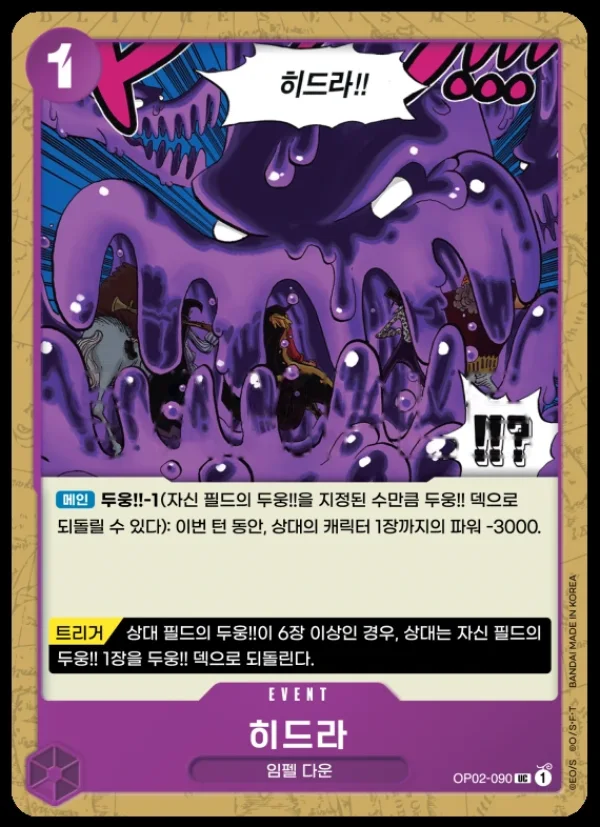 1
히드라!!
!!?
메인 두웅!!-1(자신 필드의 두웅!!을 지정된 수만큼 두웅!! 덱으로
되돌릴 수 있다): 이번 턴 동안, 상대의 캐릭터 1장까지의 파워 -3000.
트리거 상대 필드의 두웅!!이 6장 이상인 경우, 상대는 자신 필드의
두웅!! 1장을 두웅!! 덱으로 되돌린다.
EVENT
히드라
임펠 다운
OP02-090 UC 1
©EO/S ©O/S·F·T BANDAI MADE IN KOREA